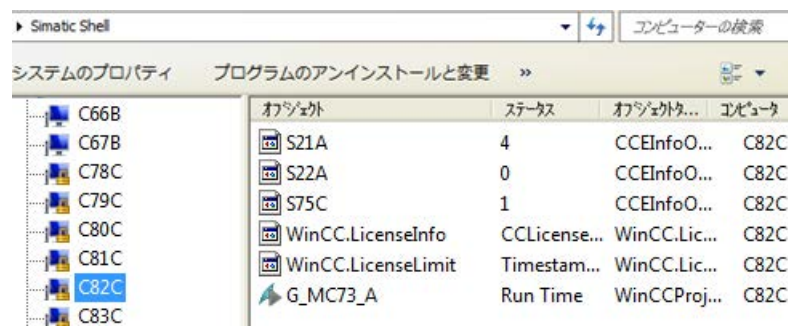 Simatic Shell コンピューターの検索
システムのプロパティ プログラムのアンインストールと変更 »
C66B
C67B
C78C
C79C
C80C
C81C
C82C
C83C
オブジェクト ステータス オブジェクトタ... コンピュータ
S21A 4 CCEInfoO... C82C
S22A 0 CCEInfoO... C82C
S75C 1 CCEInfoO... C82C
WinCC.LicenseInfo CCLicense... WinCC.Lic... C82C
WinCC.LicenseLimit Timestam... WinCC.Lic... C82C
G_MC73_A Run Time WinCCProj... C82C